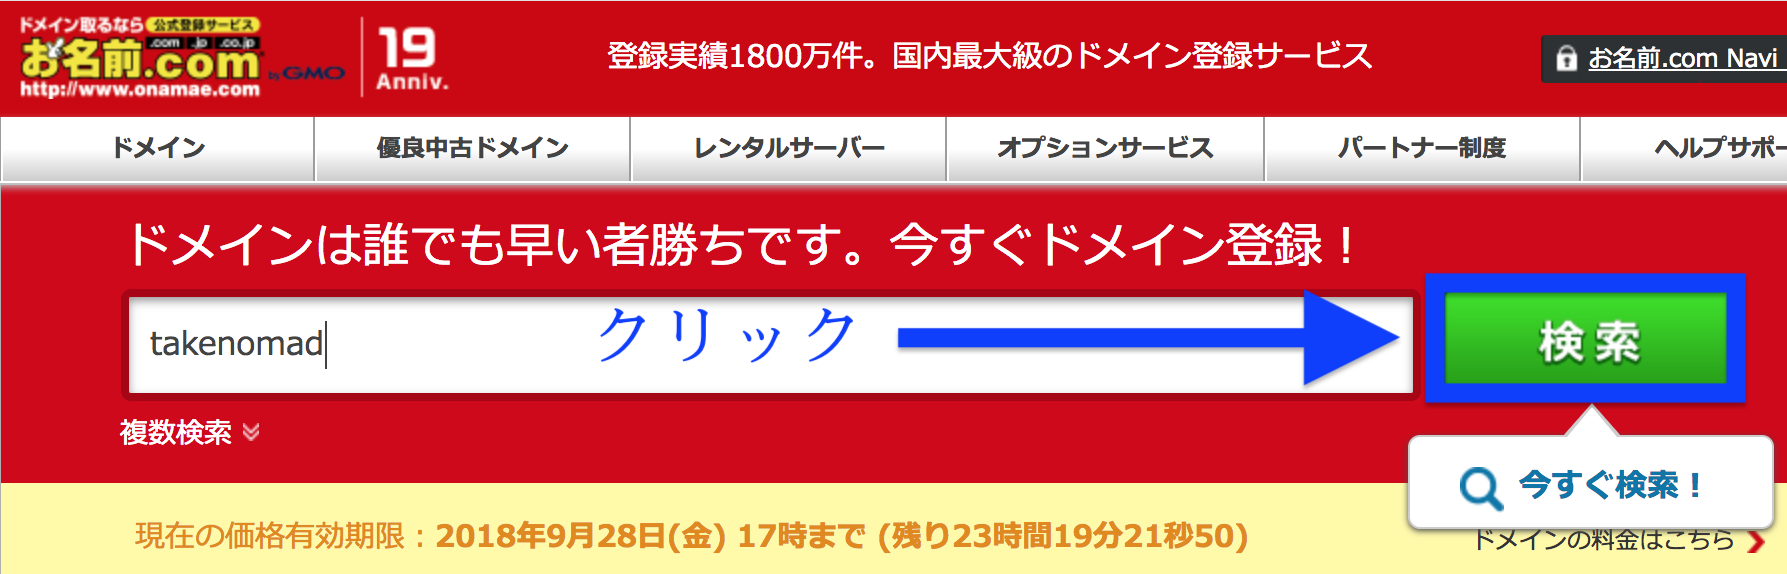 ドメイン取るなら 公式登録サービス
お名前.com .com .jp .co.jp by GMO
http://www.onamae.com
19
Anniv.
登録実績1800万件。国内最大級のドメイン登録サービス
お名前.com Navi
ドメイン
優良中古ドメイン
レンタルサーバー
オプションサービス
パートナー制度
ヘルプサポー
ドメインは誰でも早い者勝ちです。今すぐドメイン登録！
takenomad
クリック
検索
複数検索
今すぐ検索！
現在の価格有効期限：2018年9月28日(金) 17時まで (残り23時間19分21秒50)
ドメインの料金はこちら